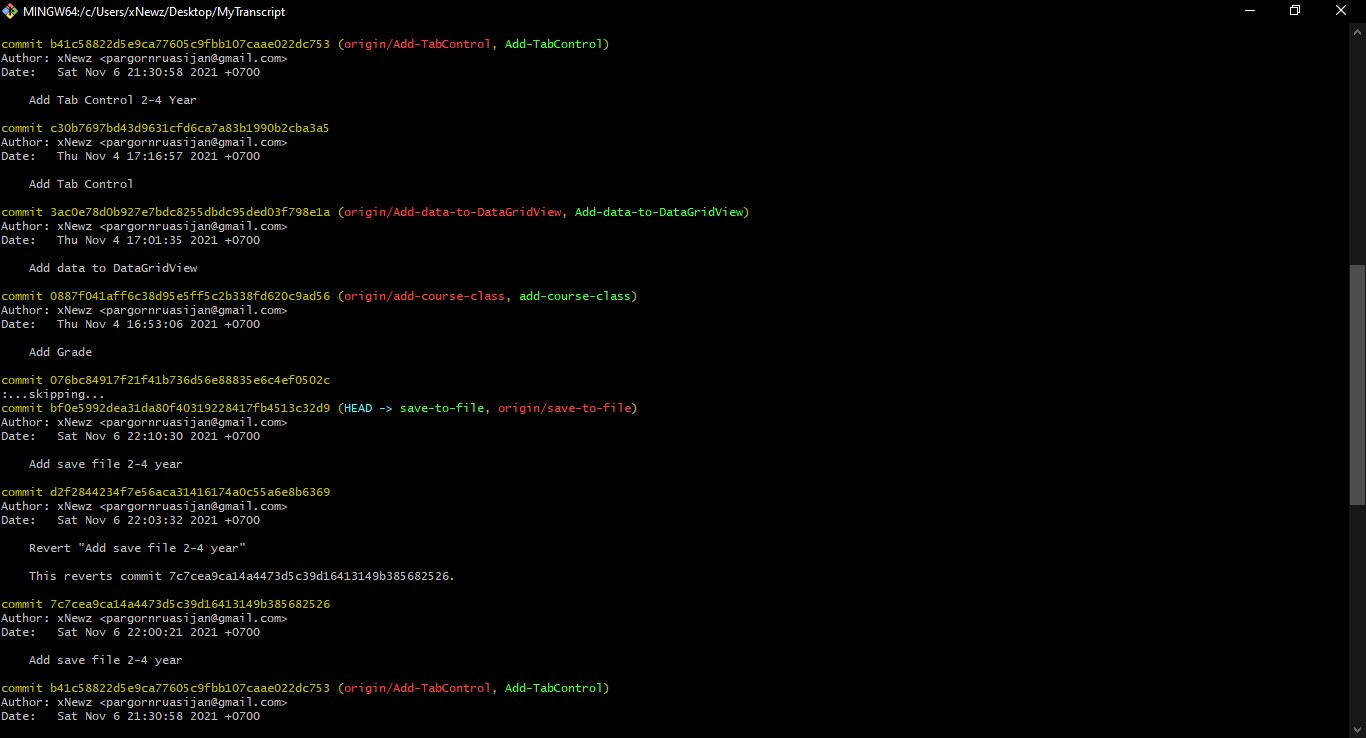 MINGW64:/c/Users/xNewz/Desktop/MyTranscript
commit b41c58822d5e9ca77605c9fbb107caae022dc753 (origin/Add-TabControl, Add-TabControl)
Author: xNewz <pargornruasijan@gmail.com>
Date:   Sat Nov 6 21:30:58 2021 +0700
    Add Tab Control 2-4 Year
commit c30b7697bd43d9631cfd6ca7a83b1990b2cba3a5
Author: xNewz <pargornruasijan@gmail.com>
Date:   Thu Nov 4 17:16:57 2021 +0700
    Add Tab Control
commit 3ac0e78d0b927e7bdc8255dbdc95ded03f798e1a (origin/Add-data-to-DataGridView, Add-data-to-DataGridView)
Author: xNewz <pargornruasijan@gmail.com>
Date:   Thu Nov 4 17:01:35 2021 +0700
    Add data to DataGridView
commit 0887f041aff6c38d95e5ff5c2b338fd620c9ad56 (origin/add-course-class, add-course-class)
Author: xNewz <pargornruasijan@gmail.com>
Date:   Thu Nov 4 16:53:06 2021 +0700
    Add Grade
commit 076bc84917f21f41b736d56e88835e6c4ef0502c
:...skipping...
commit bf0e5992dea31da80f40319228417fb4513c32d9 (HEAD -> save-to-file, origin/save-to-file)
Author: xNewz <pargornruasijan@gmail.com>
Date:   Sat Nov 6 22:10:30 2021 +0700
    Add save file 2-4 year
commit d2f2844234f7e56aca31416174a0c55a6e8b6369
Author: xNewz <pargornruasijan@gmail.com>
Date:   Sat Nov 6 22:03:32 2021 +0700
    Revert "Add save file 2-4 year"
    This reverts commit 7c7cea9ca14a4473d5c39d16413149b385682526.
commit 7c7cea9ca14a4473d5c39d16413149b385682526
Author: xNewz <pargornruasijan@gmail.com>
Date:   Sat Nov 6 22:00:21 2021 +0700
    Add save file 2-4 year
commit b41c58822d5e9ca77605c9fbb107caae022dc753 (origin/Add-TabControl, Add-TabControl)
Author: xNewz <pargornruasijan@gmail.com>
Date:   Sat Nov 6 21:30:58 2021 +0700